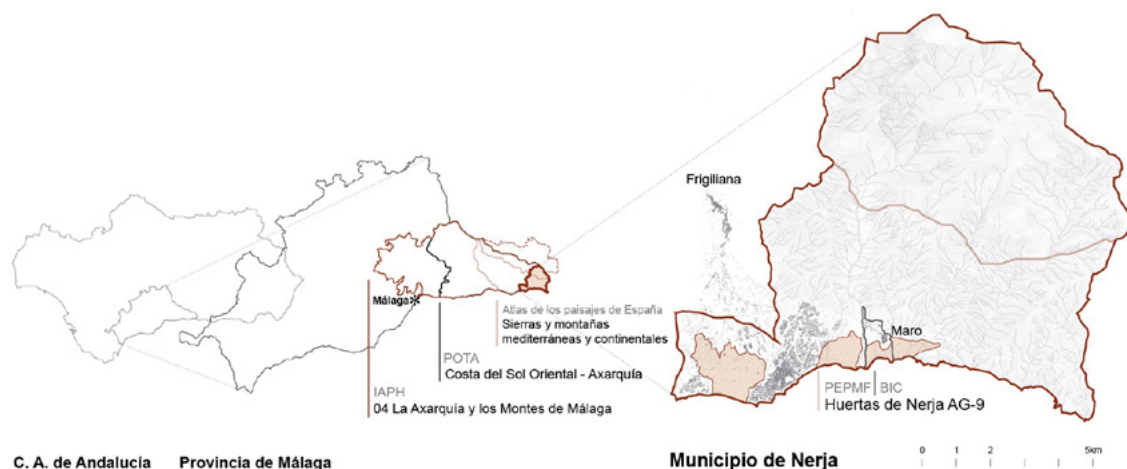 Frigiliana
Málaga
Atlas de los paisajes de España
Sierras y montañas
mediterráneas y continentales
POTA
Costa del Sol Oriental - Axarquía
IAPH
04 La Axarquía y los Montes de Málaga
Maro
PEPMF BIC
Huertas de Nerja AG-9
C. A. de Andalucía Provincia de Málaga
Municipio de Nerja
0 1 2 5km